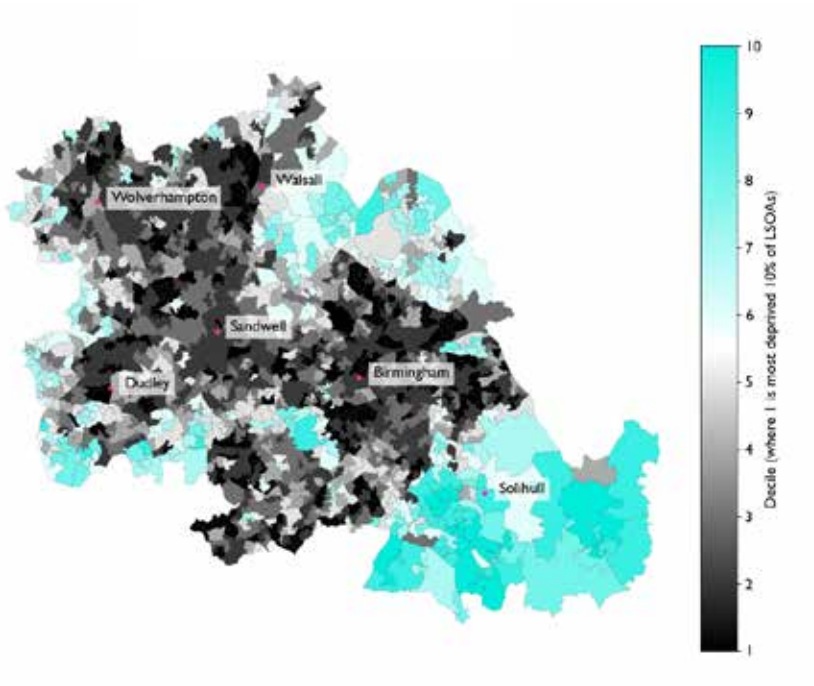 Walsall
Wolverhampton
Sandwell
Birmingham
Dudley
Solihull
10
9
8
7
6
5
4
3
2
1
Decile (where 1 is most deprived 10% of LSOAs)